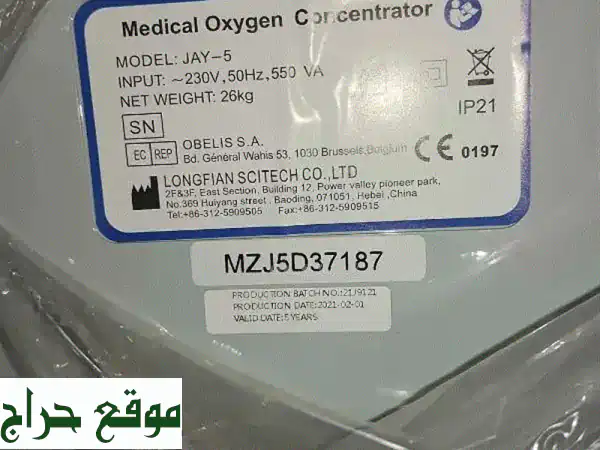 Medical Oxygen Concentrator
MODEL: JAY-5
INPUT: ~230V,50Hz,550 VA
NET WEIGHT: 26kg
IP21
SN
EC REP OBELIS S.A.
Bd. Général Wahis 53, 1030 Brussels,Belgium
CE 0197
LONGFIAN SCITECH CO.,LTD
2F&3F, East Section, Building 12, Power valley pioneer park,
No.369 Huiyang street, Baoding, 071051, Hebei ,China
Tel:+86-312-5909505 Fax:+86-312-5909515
MZJ5D37187
PRODUCTION BATCH NO.:
PRODUCTION DATE:2021-02-01
VALID DATE:5 YEARS
موقع حراج